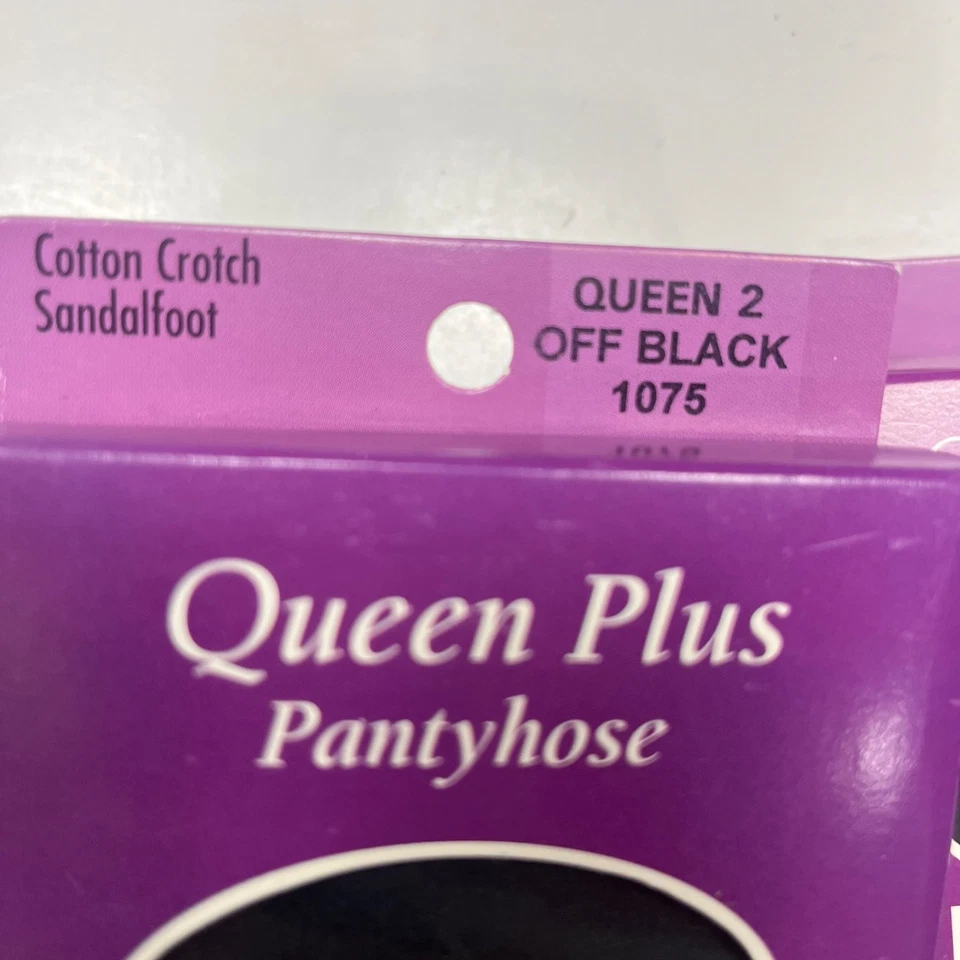 Cotton Crotch
Sandalfoot
QUEEN 2
OFF BLACK
1075
Queen Plus
Pantyhose